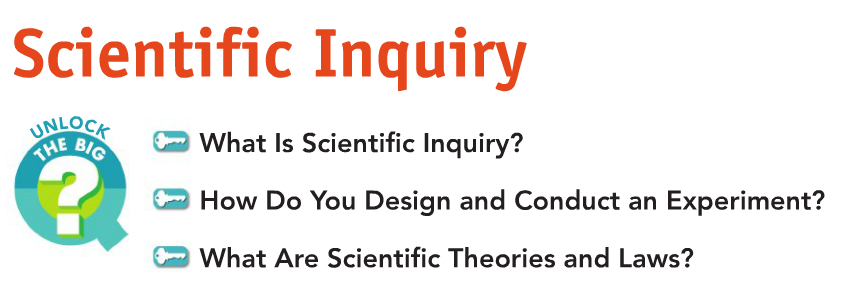 Scientific Inquiry
UNLOCK
THE BIG
?
What Is Scientific Inquiry?
How Do You Design and Conduct an Experiment?
What Are Scientific Theories and Laws?